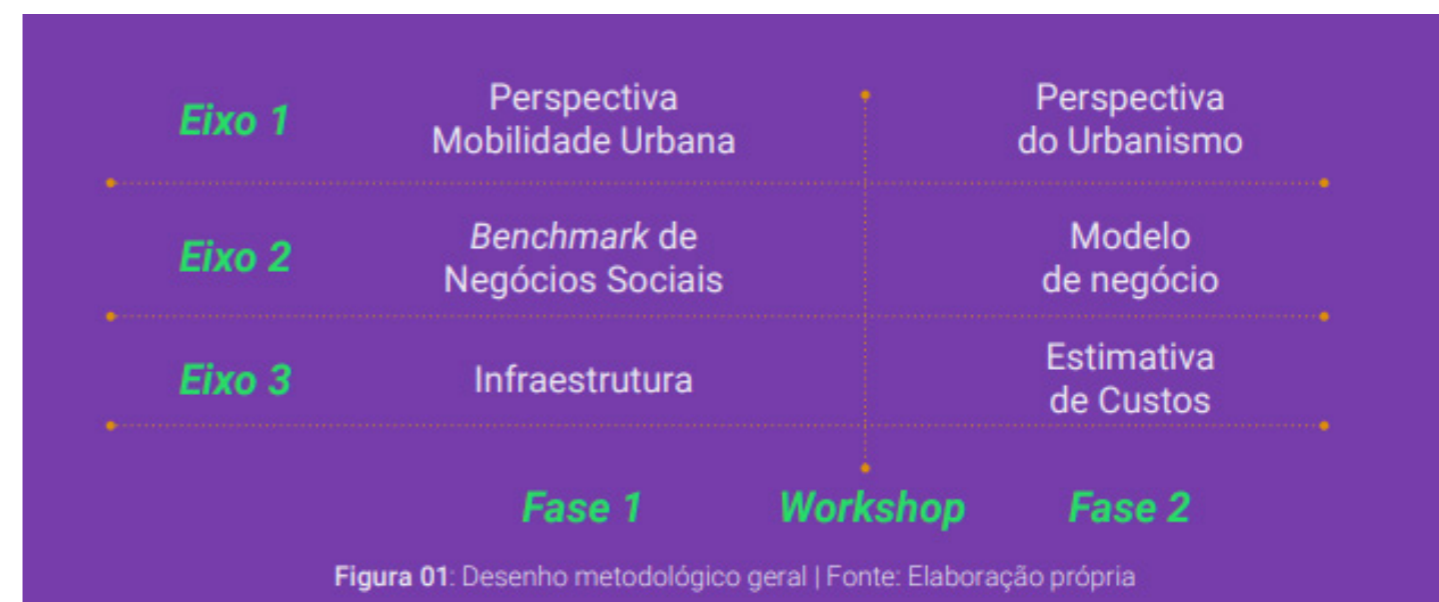 Eixo 1
Perspectiva
Mobilidade Urbana
Perspectiva
do Urbanismo
Eixo 2
Benchmark de
Negócios Sociais
Modelo
de negócio
Eixo 3
Infraestrutura
Estimativa
de Custos
Fase 1
Workshop
Fase 2
Figura 01: Desenho metodológico geral | Fonte: Elaboração própria